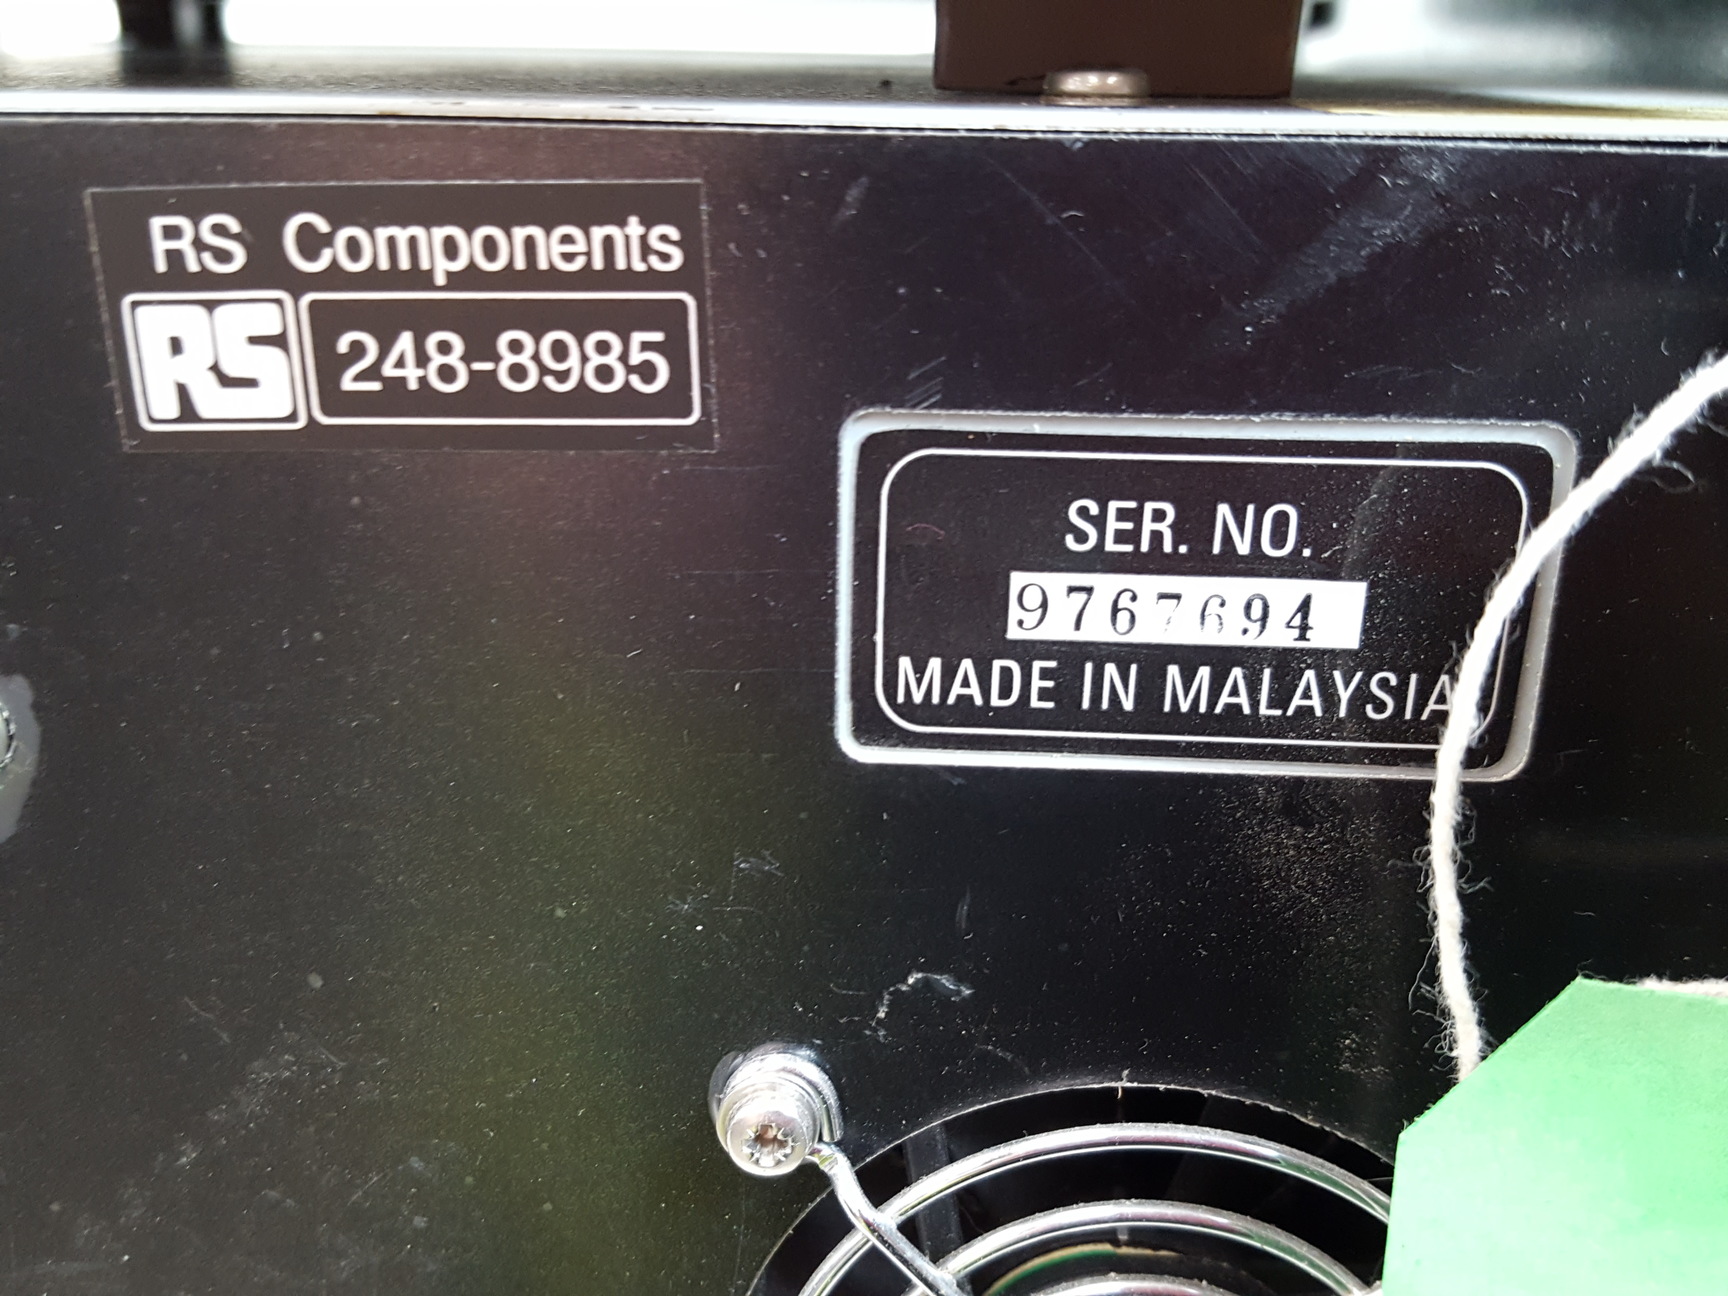 RS Components
RS 248-8985
SER. NO.
9767694
MADE IN MALAYSIA